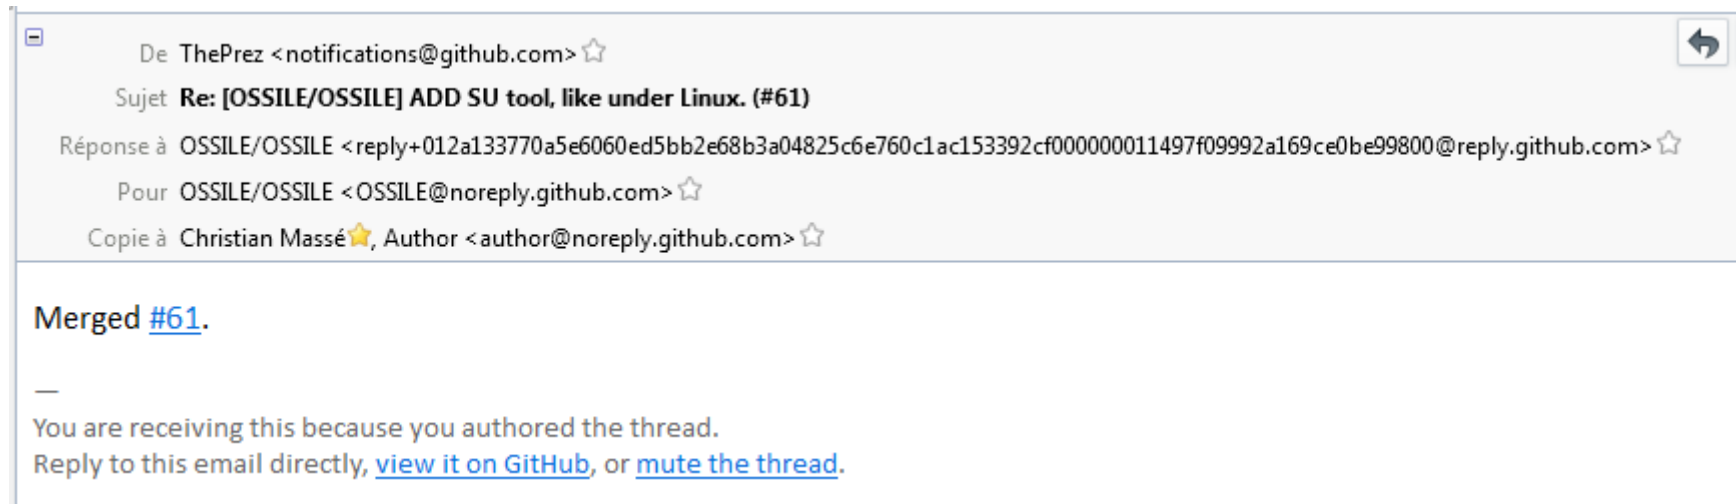 De ThePrez <notifications@github.com>
Sujet Re: [OSSILE/OSSILE] ADD SU tool, like under Linux. (#61)
Réponse à OSSILE/OSSILE <reply+012a133770a5e6060ed5bb2e68b3a04825c6e760c1ac153392cf000000011497f09992a169ce0be99800@reply.github.com>
Pour OSSILE/OSSILE <OSSILE@noreply.github.com>
Copie à Christian Massé, Author <author@noreply.github.com>
Merged #61.
—
You are receiving this because you authored the thread.
Reply to this email directly, view it on GitHub, or mute the thread.